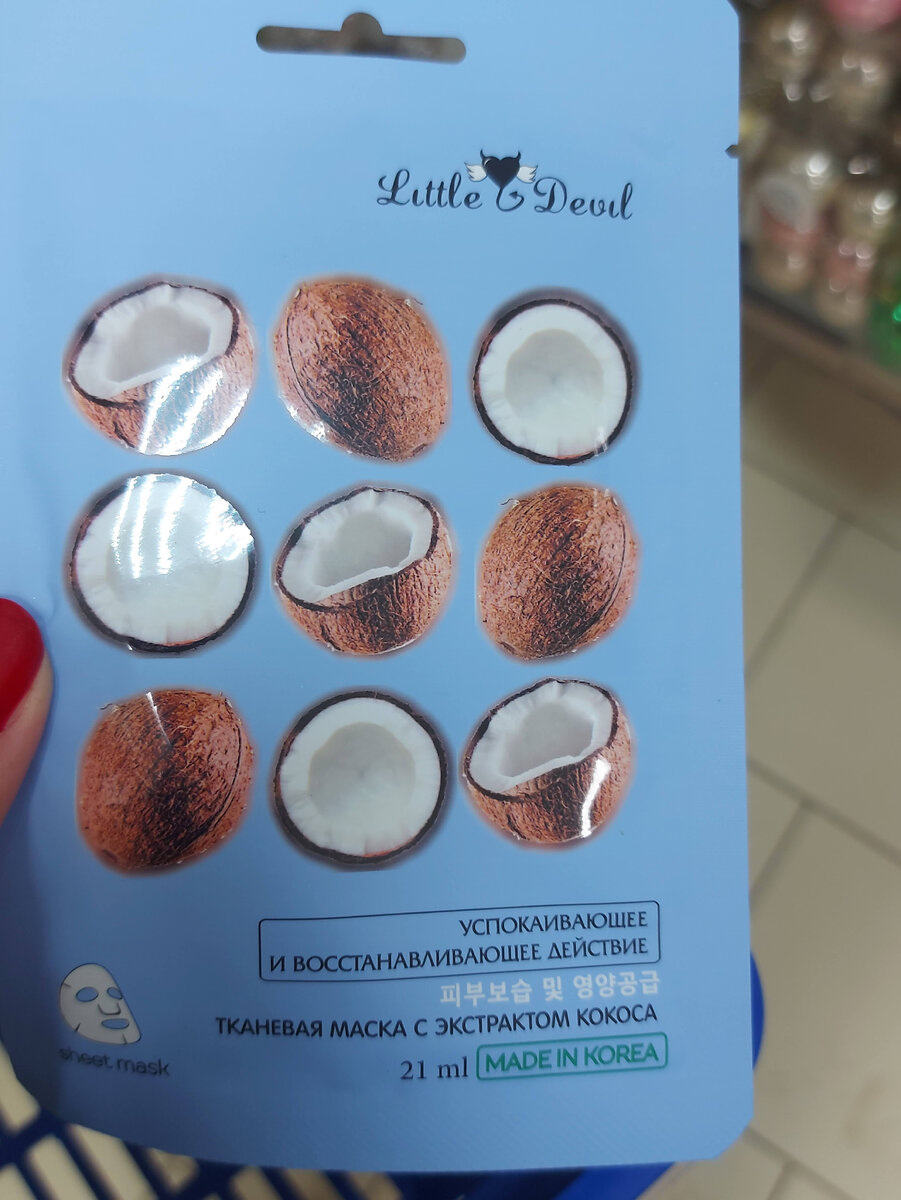 Little Devil
УСПОКАИВАЮЩЕЕ
И ВОССТАНАВЛИВАЮЩЕЕ ДЕЙСТВИЕ
피부보습 및 영양공급
ТКАНЕВАЯ МАСКА С ЭКСТРАКТОМ КОКОСА
sheet mask
21 ml MADE IN KOREA